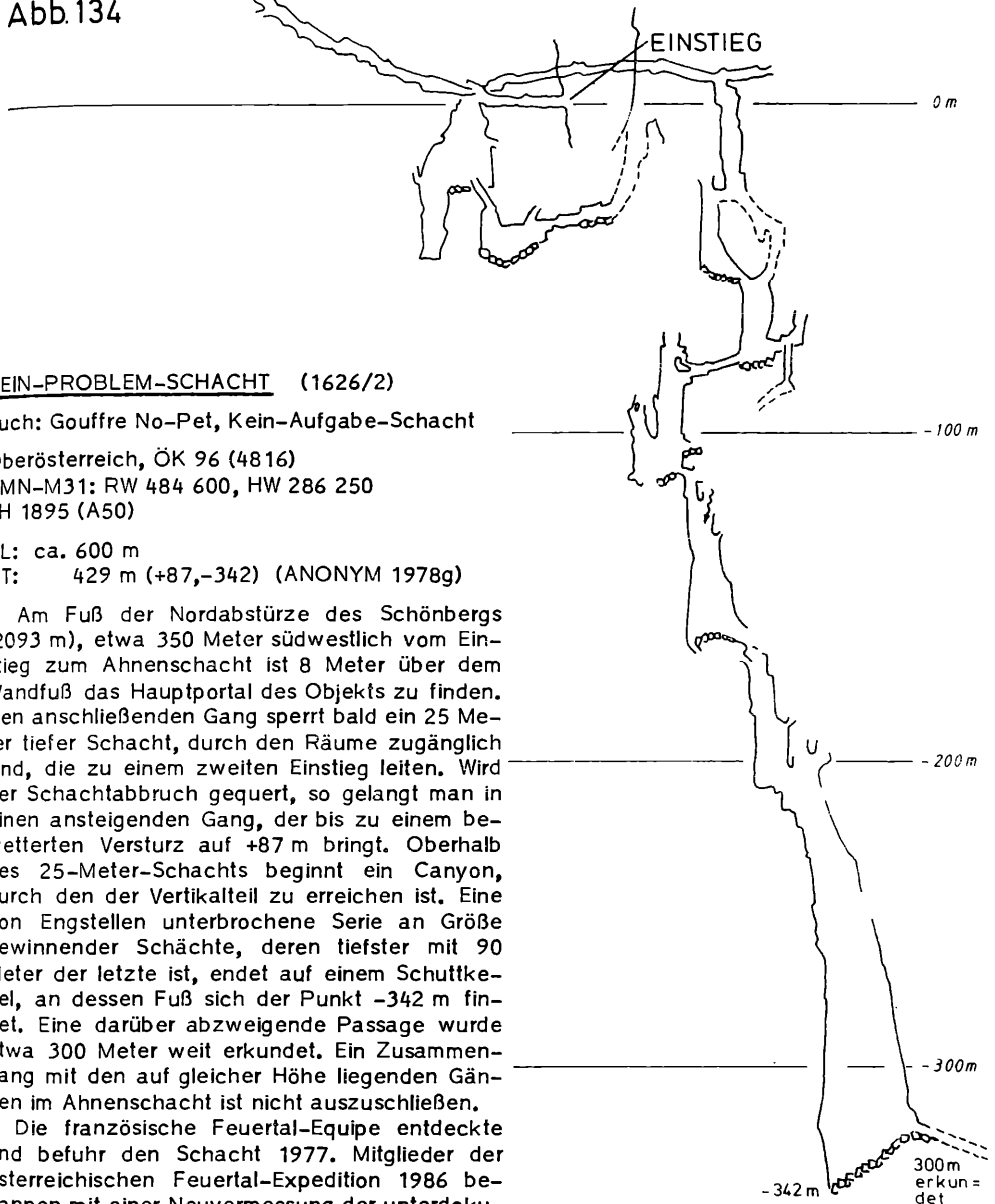 Abb.134
EINSTIEG
0 m
EIN-PROBLEM-SCHACHT (1626/2)
uch: Gouffre No-Pet, Kein-Aufgabe-Schacht
-100 m
berösterreich, ÖK 96 (4816)
MN-M31: RW 484 600, HW 286 250
H 1895 (A50)
L: ca. 600 m
T: 429 m (+87,-342) (ANONYM 1978g)
Am Fuß der Nordabstürze des Schönbergs
2093 m), etwa 350 Meter südwestlich vom Ein-
tieg zum Ahnenschacht ist 8 Meter über dem
Wandfuß das Hauptportal des Objekts zu finden.
en anschließenden Gang sperrt bald ein 25 Me-
er tiefer Schacht, durch den Räume zugänglich
ind, die zu einem zweiten Einstieg leiten. Wird
-200m
er Schachtabbruch gequert, so gelangt man in
inen ansteigenden Gang, der bis zu einem be-
etterten Versturz auf +87 m bringt. Oberhalb
es 25-Meter-Schachts beginnt ein Canyon,
urch den der Vertikalteil zu erreichen ist. Eine
on Engstellen unterbrochene Serie an Größe
ewinnender Schächte, deren tiefster mit 90
Meter der letzte ist, endet auf einem Schuttke-
el, an dessen Fuß sich der Punkt -342 m fin-
et. Eine darüber abzweigende Passage wurde
twa 300 Meter weit erkundet. Ein Zusammen-
ang mit den auf gleicher Höhe liegenden Gän-
-300m
en im Ahnenschacht ist nicht auszuschließen.
Die französische Feuertal-Equipe entdeckte
nd befuhr den Schacht 1977. Mitglieder der
sterreichischen Feuertal-Expedition 1986 be-
300m
erkun=
det
-342m